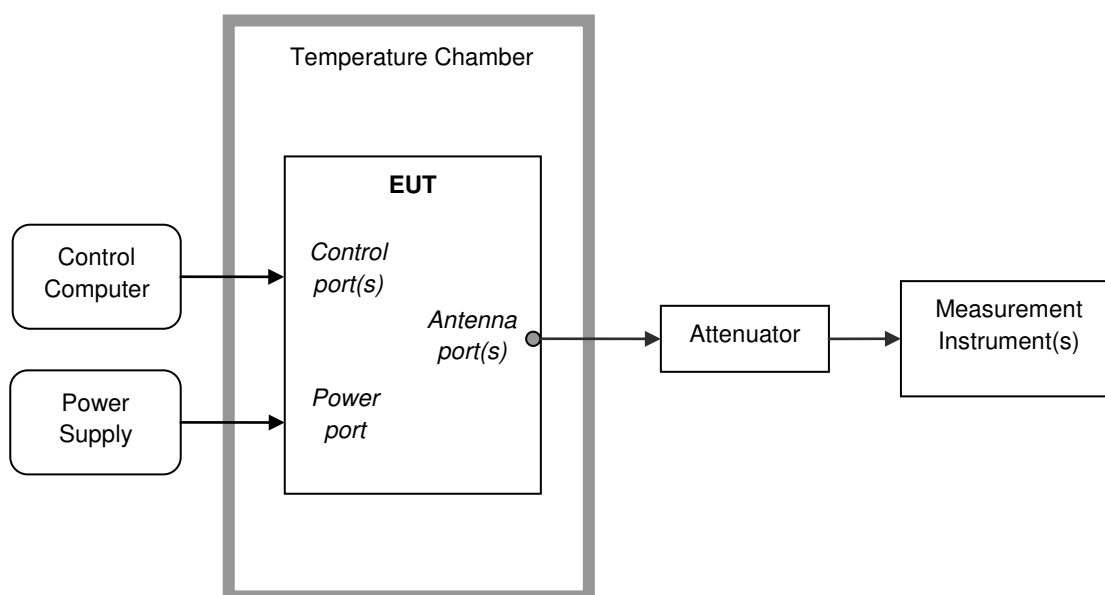 Temperature Chamber
EUT
Control
Computer
Control
port(s)
Antenna
port(s)
Attenuator
Measurement
Instrument(s)
Power
Supply
Power
port